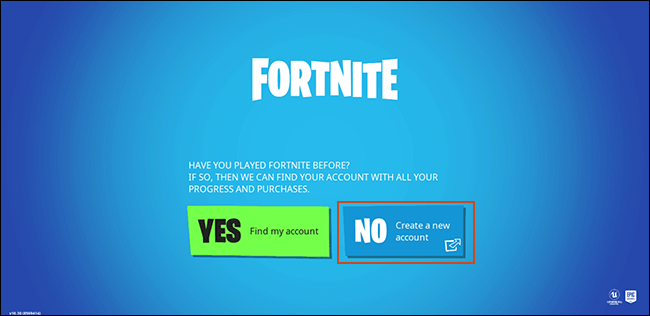 FORTNITE
HAVE YOU PLAYED FORTNITE BEFORE?
IF SO, THEN WE CAN FIND YOUR ACCOUNT WITH ALL YOUR
PROGRESS AND PURCHASES.
YES Find my account
NO Create a new
account
EPIC